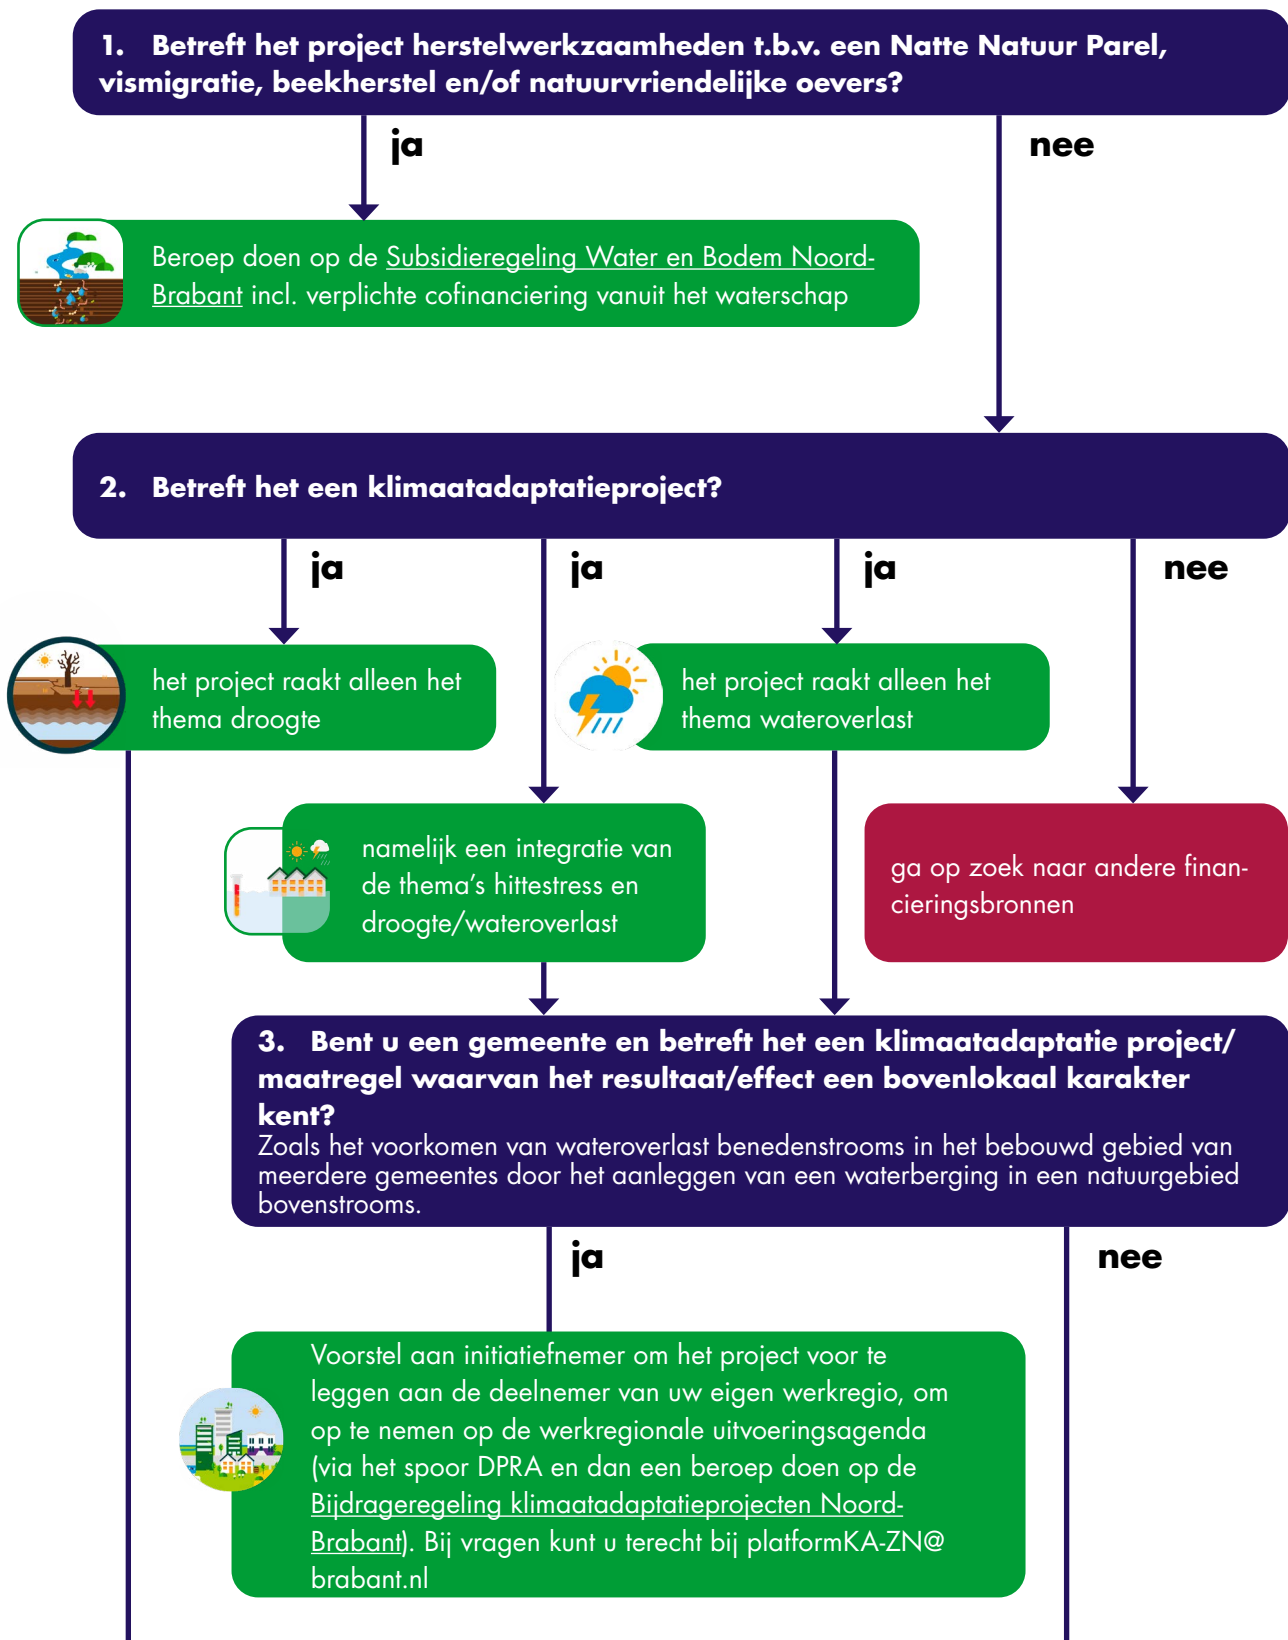 1. Betreft het project herstelwerkzaamheden t.b.v. een Natte Natuur Parel,
vismigratie, beekherstel en/of natuurvriendelijke oevers?
ja
nee
Beroep doen op de Subsidieregeling Water en Bodem Noord-
Brabant incl. verplichte cofinanciering vanuit het waterschap
2. Betreft het een klimaatadaptatieproject?
ja
ja
ja
nee
het project raakt alleen het
thema droogte
het project raakt alleen het
thema wateroverlast
namelijk een integratie van
de thema's hittestress en
droogte/wateroverlast
ga op zoek naar andere finan-
cieringsbronnen
3. Bent u een gemeente en betreft het een klimaatadaptatie project/
maatregel waarvan het resultaat/effect een bovenlokaal karakter
kent?
Zoals het voorkomen van wateroverlast benedenstrooms in het bebouwd gebied van
meerdere gemeentes door het aanleggen van een waterberging in een natuurgebied
bovenstrooms.
ja
nee
Voorstel aan initiatiefnemer om het project voor te
leggen aan de deelnemer van uw eigen werkregio, om
op te nemen op de werkregionale uitvoeringsagenda
(via het spoor DPRA en dan een beroep doen op de
Bijdrageregeling klimaatadaptatieprojecten Noord-
Brabant). Bij vragen kunt u terecht bij platformKA-ZN@
brabant.nl